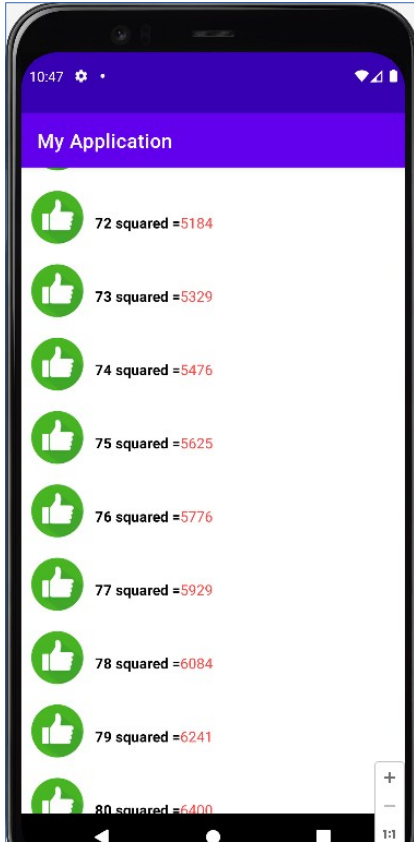 10:47
My Application
72 squared =5184
73 squared =5329
74 squared =5476
75 squared =5625
76 squared =5776
77 squared =5929
78 squared =6084
79 squared =6241
80 squared =6400
1:1